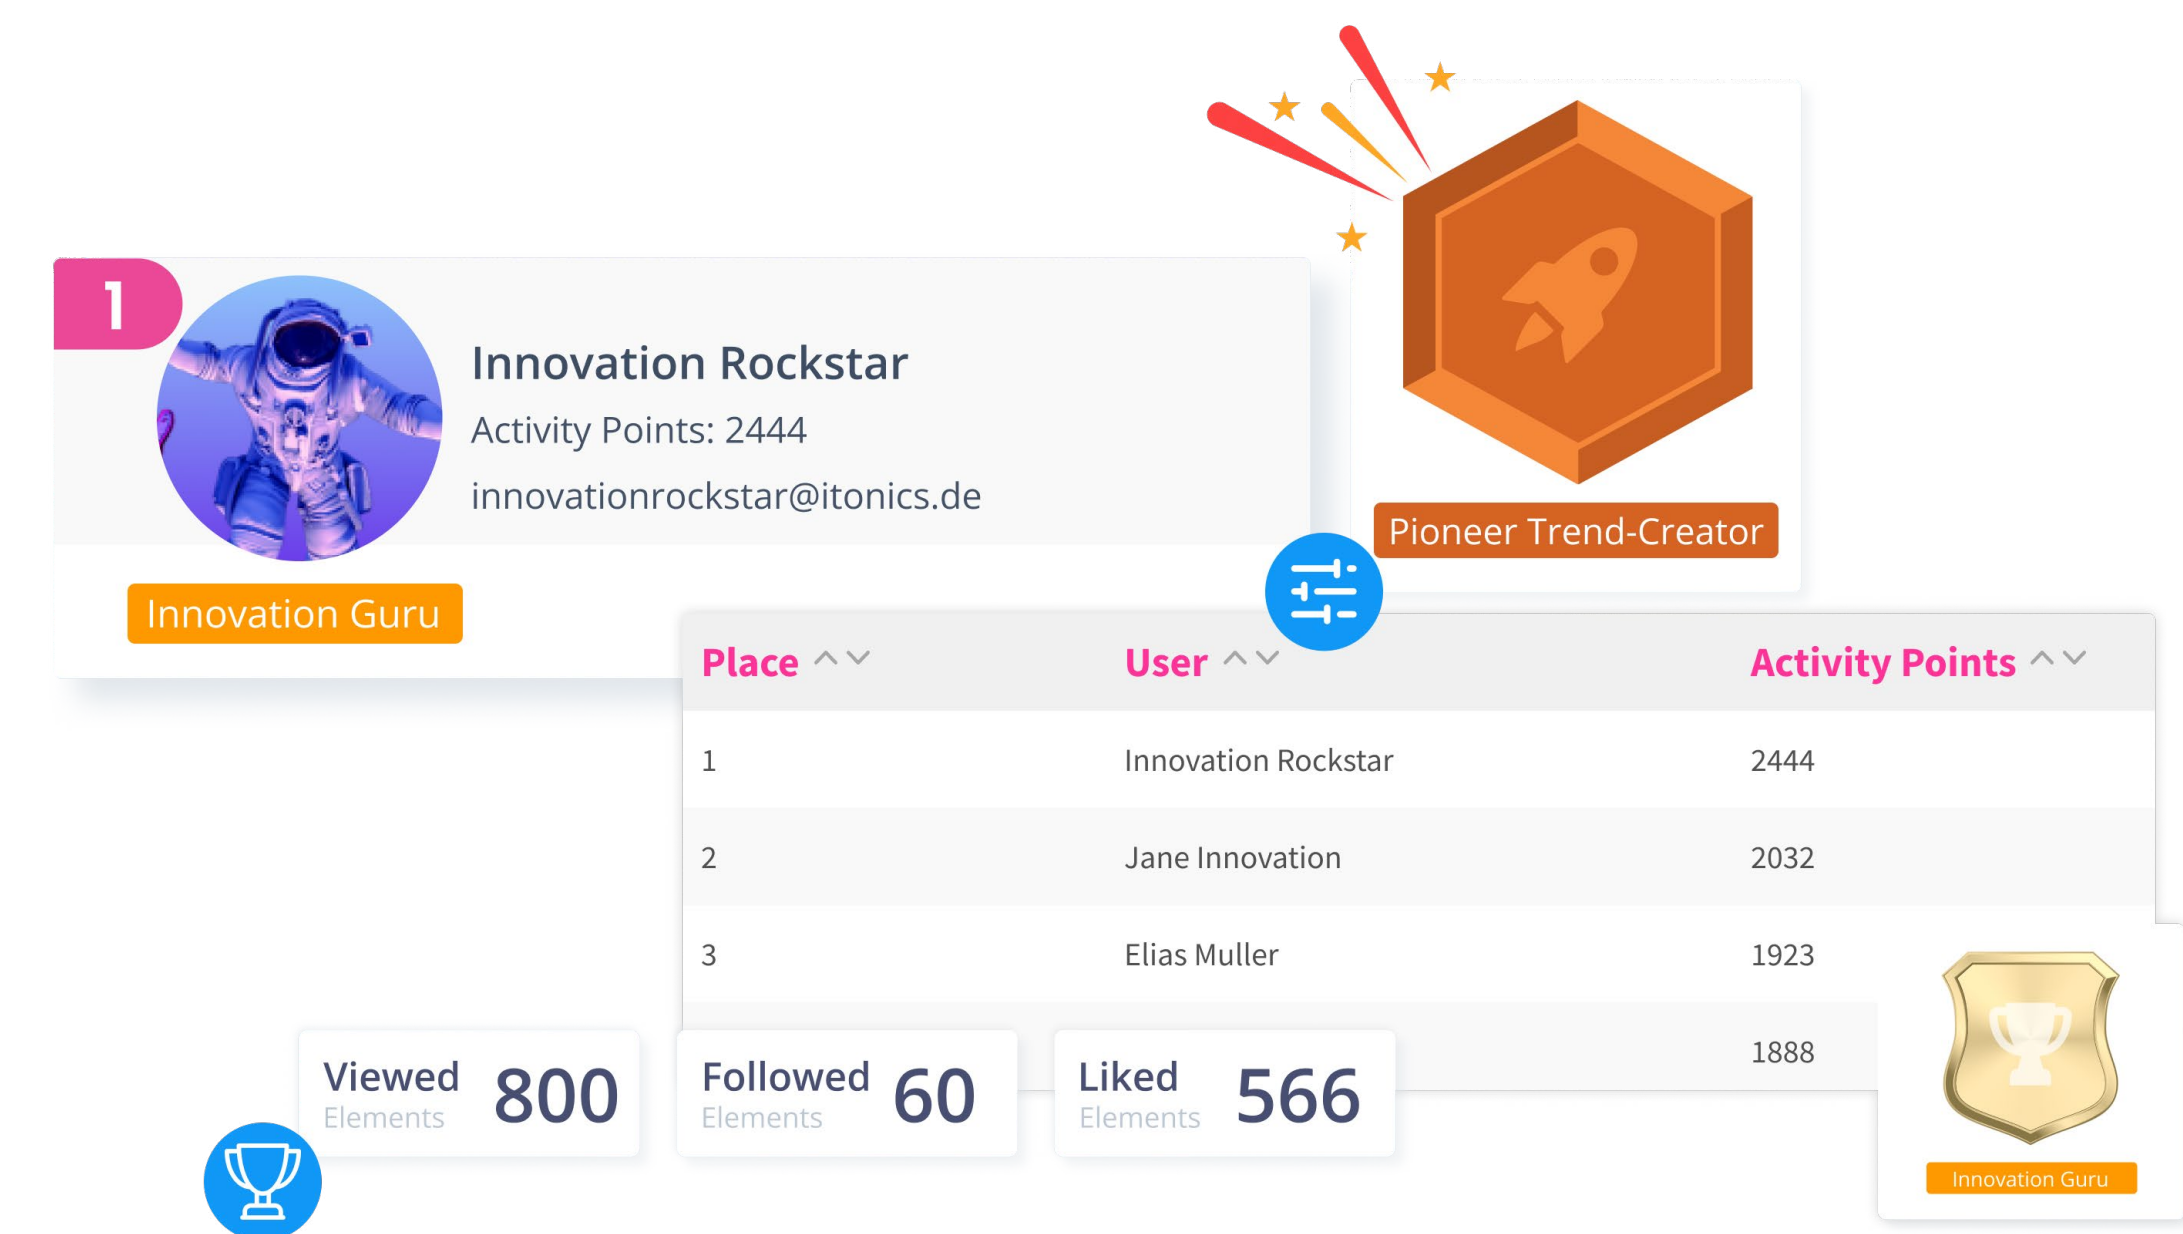 1
Innovation Rockstar
Activity Points: 2444
innovationrockstar@itonics.de
Innovation Guru
Pioneer Trend-Creator
Place User Activity Points
1 Innovation Rockstar 2444
2 Jane Innovation 2032
3 Elias Muller 1923
1888
Viewed
Elements
800
Followed
Elements
60
Liked
Elements
566
Innovation Guru